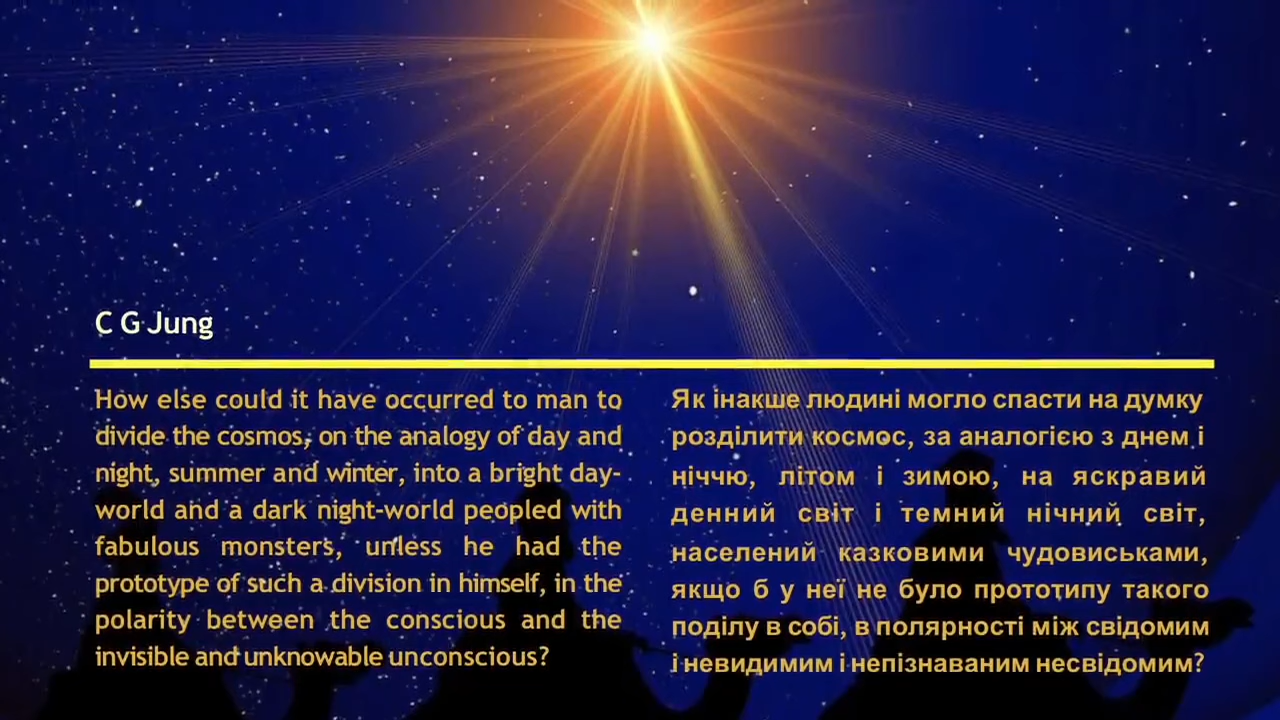 C G Jung
How else could it have occurred to man to
divide the cosmos, on the analogy of day and
night, summer and winter, into a bright day-
world and a dark night-world peopled with
fabulous monsters, unless he had the
prototype of such a division in himself, in the
polarity between the conscious and the
invisible and unknowable unconscious?
Як інакше людині могло спасти на думку
розділити космос, за аналогією з днем і
ніччю, літом і зимою, на яскравий
денний світ і темний нічний світ,
населений казковими чудовиськами,
якщо б у неї не було прототипу такого
поділу в собі, в полярності між свідомим
і невидимим і непізнаваним несвідомим?